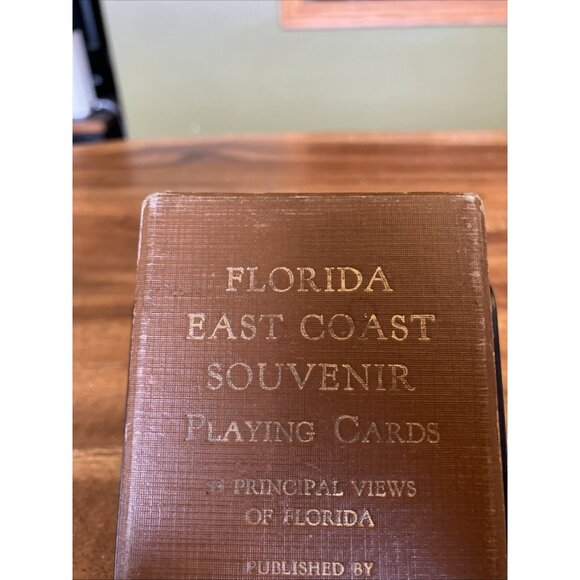 FLORIDA
EAST COAST
SOUVENIR
PLAYING CARDS
PRINCIPAL VIEWS
OF FLORIDA
PUBLISHED BY